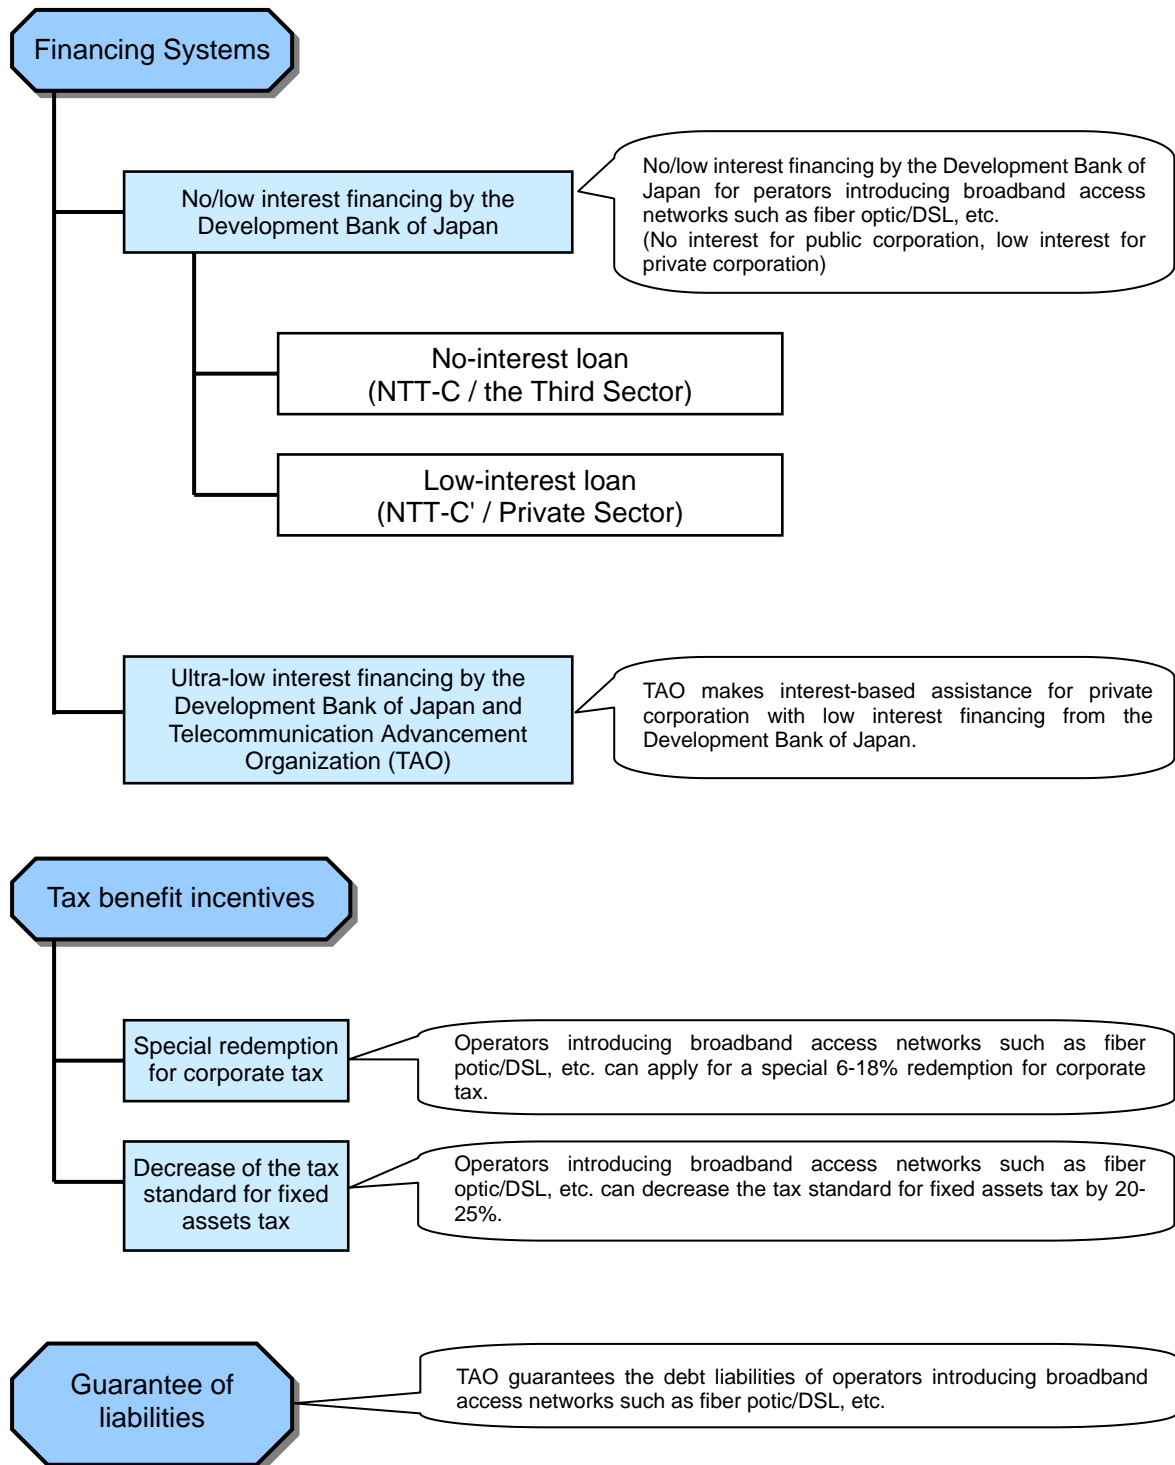 Financing Systems
No/low interest financing by the
Development Bank of Japan
No/low interest financing by the Development Bank of
Japan for perators introducing broadband access
networks such as fiber optic/DSL, etc.
(No interest for public corporation, low interest for
private corporation)
No-interest loan
(NTT-C / the Third Sector)
Low-interest loan
(NTT-C' / Private Sector)
Ultra-low interest financing by the
Development Bank of Japan and
Telecommunication Advancement
Organization (TAO)
TAO makes interest-based assistance for private
corporation with low interest financing from the
Development Bank of Japan.
Tax benefit incentives
Special redemption
for corporate tax
Operators introducing broadband access networks such as fiber
potic/DSL, etc. can apply for a special 6-18% redemption for corporate
tax.
Decrease of the tax
standard for fixed
assets tax
Operators introducing broadband access networks such as fiber
optic/DSL, etc. can decrease the tax standard for fixed assets tax by 20-
25%.
Guarantee of
liabilities
TAO guarantees the debt liabilities of operators introducing broadband
access networks such as fiber potic/DSL, etc.